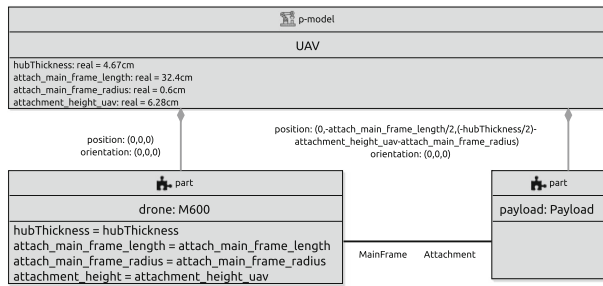 p-model
UAV
hubThickness: real = 4.67cm
attach_main_frame_length: real = 32.4cm
attach_main_frame_radius: real = 0.6cm
attachment_height_uav: real = 6.28cm
position: (0,0,0)
orientation: (0,0,0)
position: (0,-attach_main_frame_length/2,(-hubThickness/2)-
attachment_height_uav-attach_main_frame_radius)
orientation: (0,0,0)
part
drone: M600
hubThickness = hubThickness
attach_main_frame_length = attach_main_frame_length
attach_main_frame_radius = attach_main_frame_radius
attachment_height = attachment_height_uav
MainFrame Attachment
part
payload: Payload